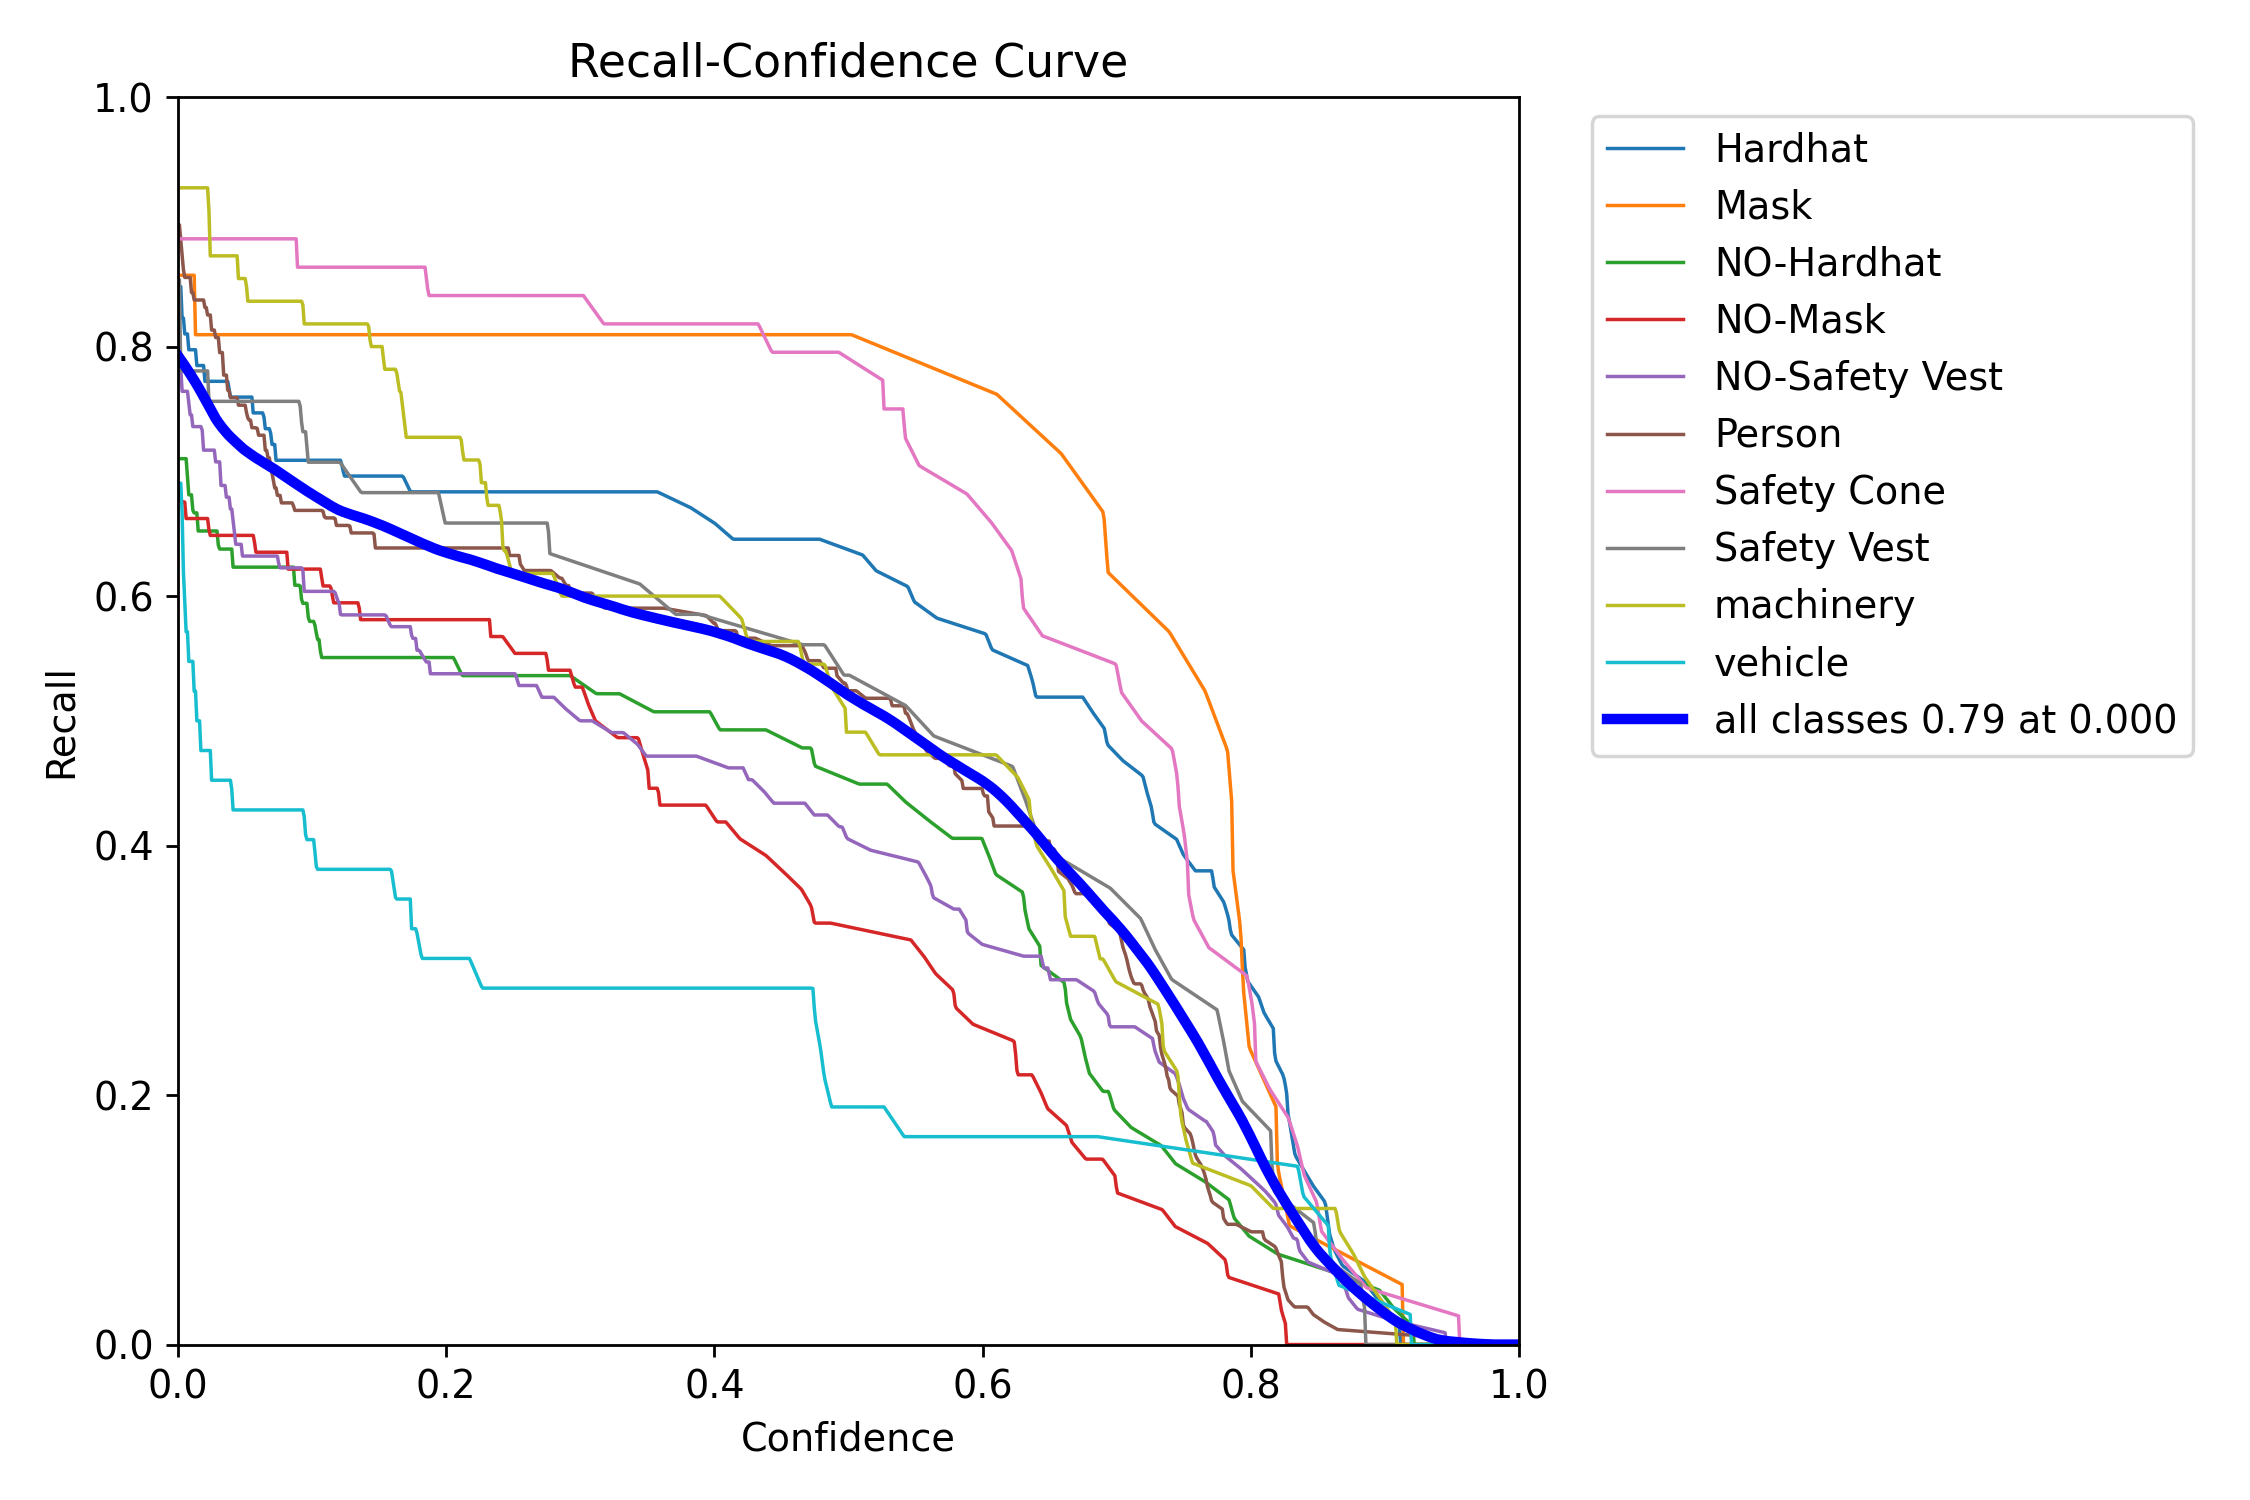 Recall-Confidence Curve
1.0
0.8
0.6
0.4
0.2
0.0
Recall
0.0 0.2 0.4 0.6 0.8 1.0
Confidence
Hardhat
Mask
NO-Hardhat
NO-Mask
NO-Safety Vest
Person
Safety Cone
Safety Vest
machinery
vehicle
all classes 0.79 at 0.000